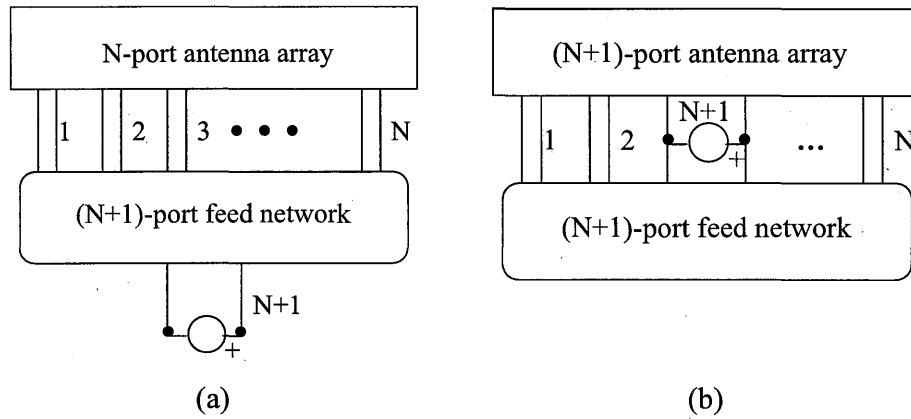 N-port antenna array
1 2 3 • • • N
(N+1)-port feed network
N+1
+
(a)
(N+1)-port antenna array
N+1
1 2 + ... N
(N+1)-port feed network
(b)